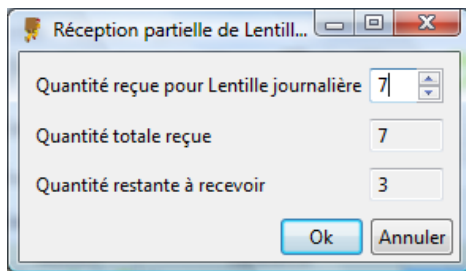 Réception partielle de Lentill...
Quantité reçue pour Lentille journalière 7
Quantité totale reçue 7
Quantité restante à recevoir 3
Ok Annuler